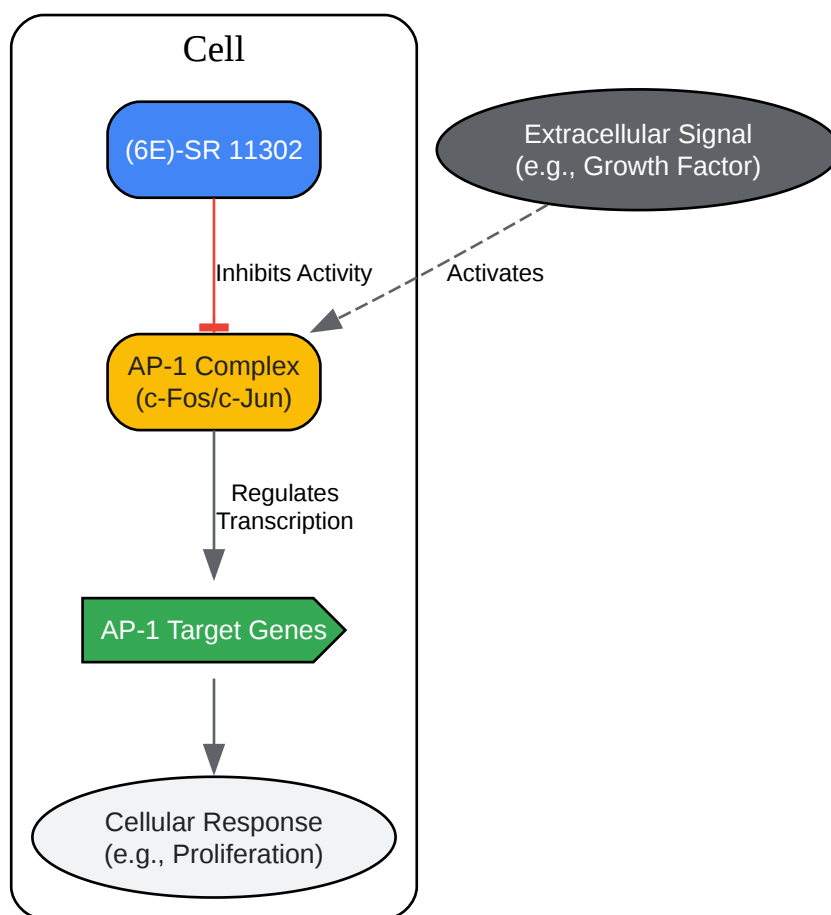 Cell
(6E)-SR 11302
Extracellular Signal
(e.g., Growth Factor)
Inhibits Activity
Activates
AP-1 Complex
(c-Fos/c-Jun)
Regulates
Transcription
AP-1 Target Genes
Cellular Response
(e.g., Proliferation)